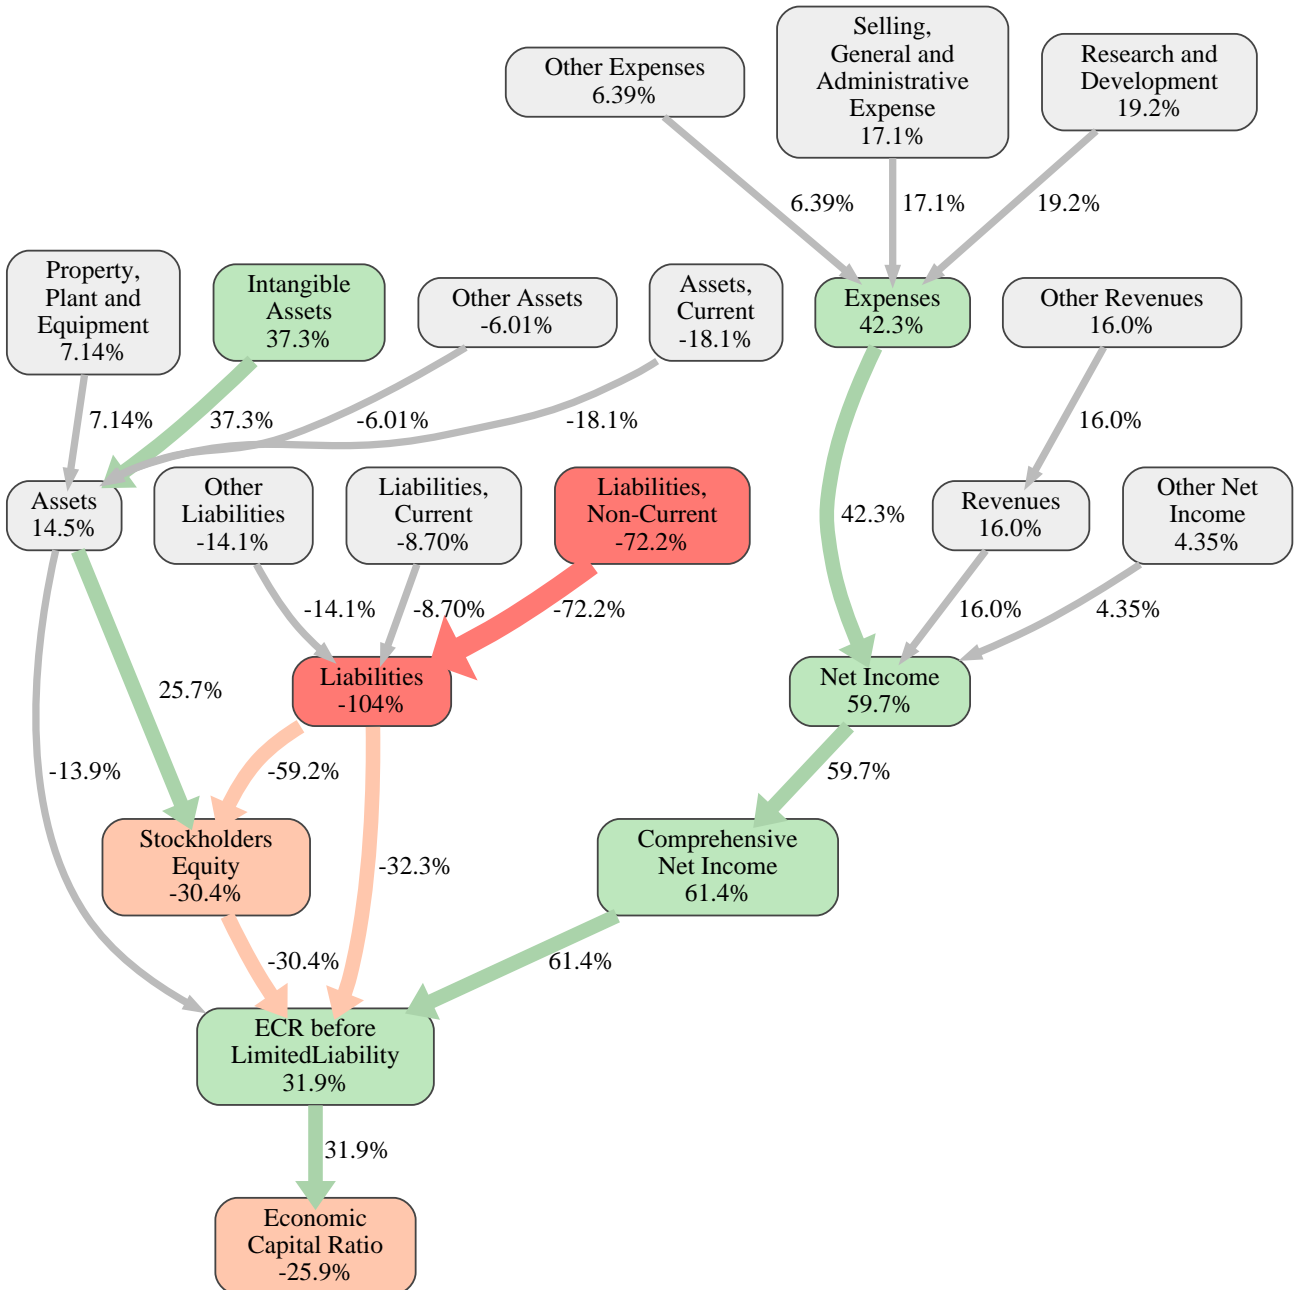 Other Expenses
6.39%
Selling,
General and
Administrative
Expense
17.1%
Research and
Development
19.2%
6.39%
17.1%
19.2%
Property,
Plant and
Equipment
7.14%
Intangible
Assets
37.3%
Other Assets
-6.01%
Assets,
Current
-18.1%
Expenses
42.3%
Other Revenues
16.0%
7.14%
37.3%
-6.01%
-18.1%
16.0%
Assets
14.5%
Other
Liabilities
-14.1%
Liabilities,
Current
-8.70%
Liabilities,
Non-Current
-72.2%
42.3%
Revenues
16.0%
Other Net
Income
4.35%
-14.1%
-8.70%
-72.2%
16.0%
4.35%
25.7%
Liabilities
-104%
Net Income
59.7%
-13.9%
-59.2%
59.7%
Stockholders
Equity
-30.4%
-32.3%
Comprehensive
Net Income
61.4%
-30.4%
61.4%
ECR before
LimitedLiability
31.9%
31.9%
Economic
Capital Ratio
-25.9%